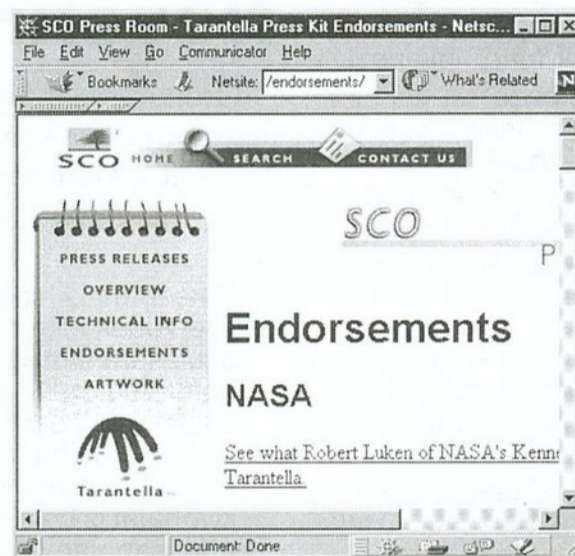 SCO Press Room - Tarantella Press Kit Endorsements - Netsc...
File Edit View Go Communicator Help
Bookmarks Netsite: /endorsements/ What's Related N
SCO HOME SEARCH CONTACT US
SCO
P
PRESS RELEASES
OVERVIEW
TECHNICAL INFO
ENDORSEMENTS
ARTWORK
Tarantella
Endorsements
NASA
See what Robert Luken of NASA's Kenne
Tarantella.
Document: Done